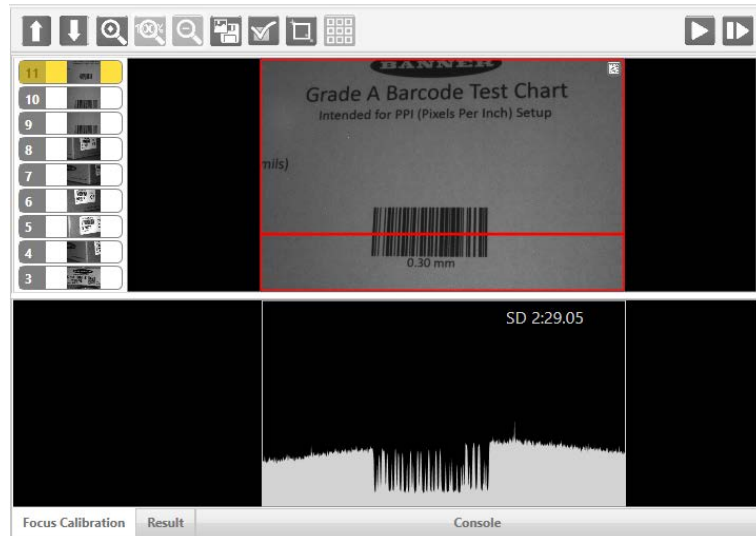 11
10
9
8
7
6
5
4
3
BANNER
Grade A Barcode Test Chart
Intended for PPI (Pixels Per Inch) Setup
mils)
0.30 mm
SD 2:29.05
Focus Calibration
Result
Console